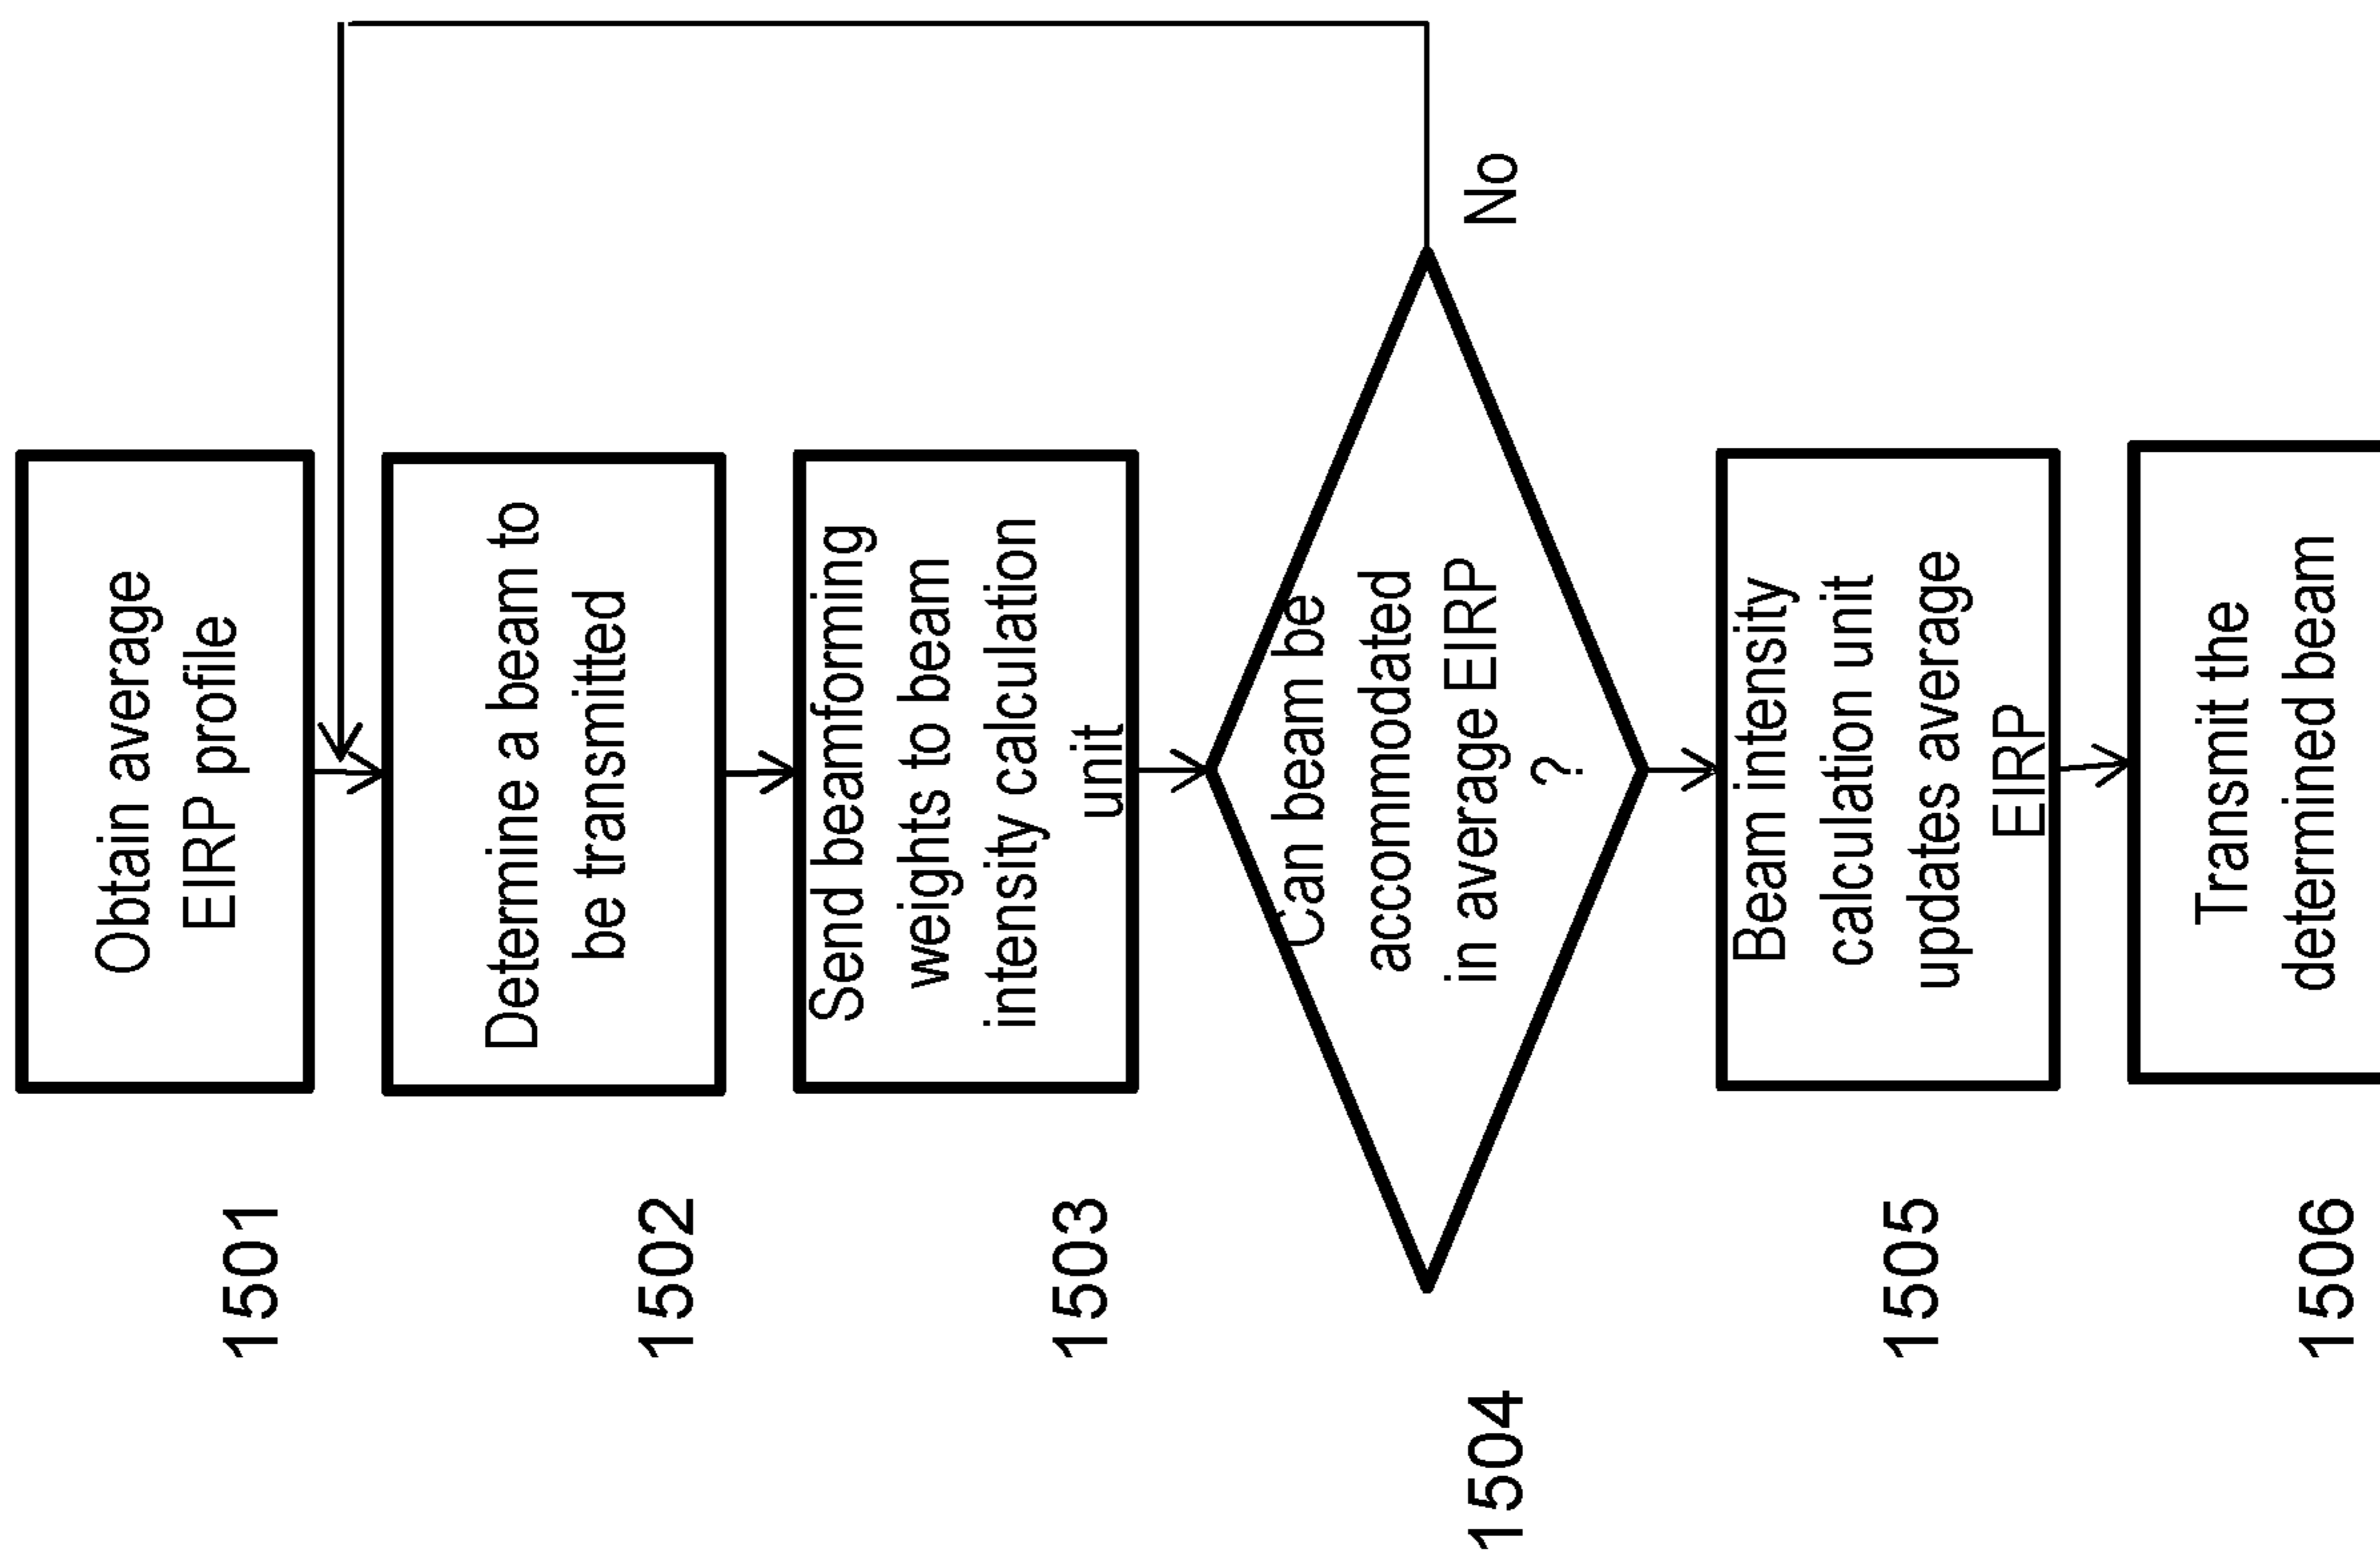 Obtain average
EIRP profile
1501
Determine a beam to
be transmitted
1502
Send beamforming
weights to beam
intensity calculation
unit
1503
Can beam be
accommodated
in average EIRP
?
No
1504
Beam intensity
calculation unit
updates average
EIRP
1505
Transmit the
determined beam
1506